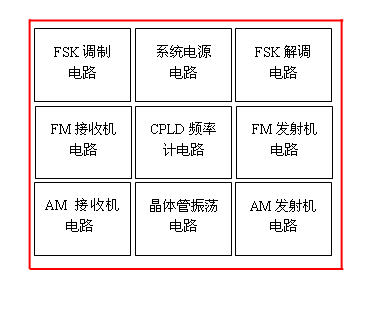 FSK 调制
电路
系统电源
电路
FSK 解调
电路
FM 接收机
电路
CPLD 频率
计电路
FM 发射机
电路
AM 接收机
电路
晶体管振荡
电路
AM 发射机
电路